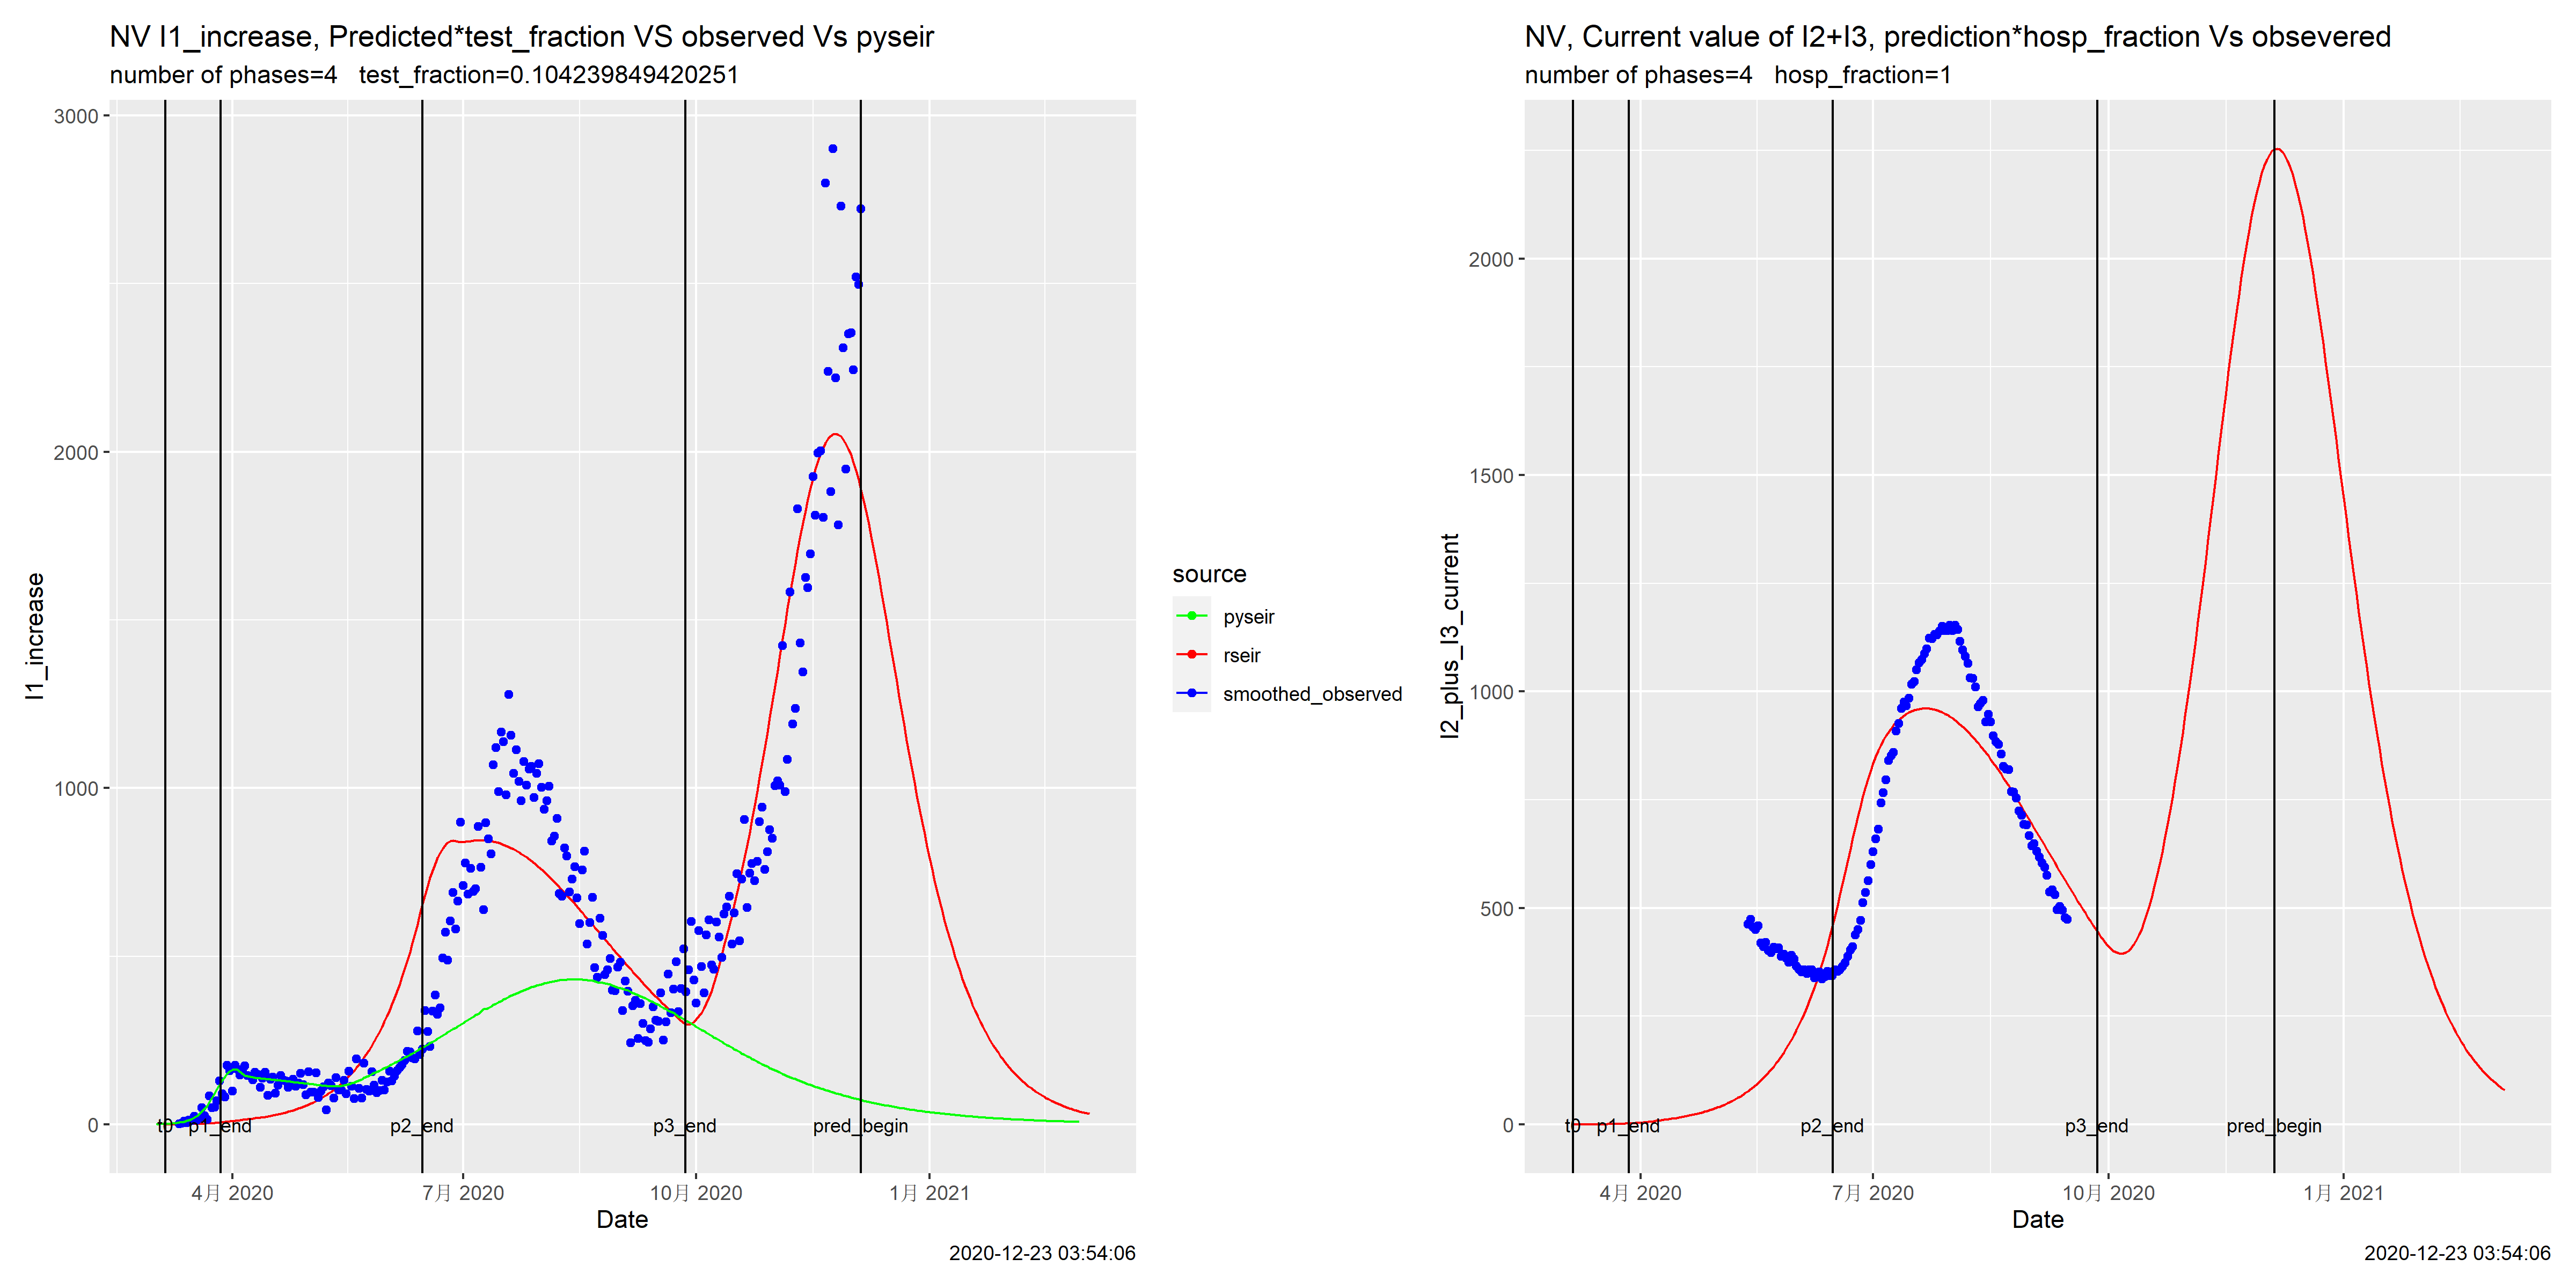 NV I1_increase, Predicted*test_fraction VS observed Vs pyseir
number of phases=4 test_fraction=0.104239849420251
3000
2000
1000
0
I1_increase
t0 p1_end p2_end p3_end pred_begin
4月 2020 7月 2020 10月 2020 1月 2021
Date
2020-12-23 03:54:06
source
pyseir
rseir
smoothed_observed
NV, Current value of I2+I3, prediction*hosp_fraction Vs obsevered
number of phases=4 hosp_fraction=1
2000
1500
1000
500
0
I2_plus_I3_current
t0 p1_end p2_end p3_end pred_begin
4月 2020 7月 2020 10月 2020 1月 2021
Date
2020-12-23 03:54:06